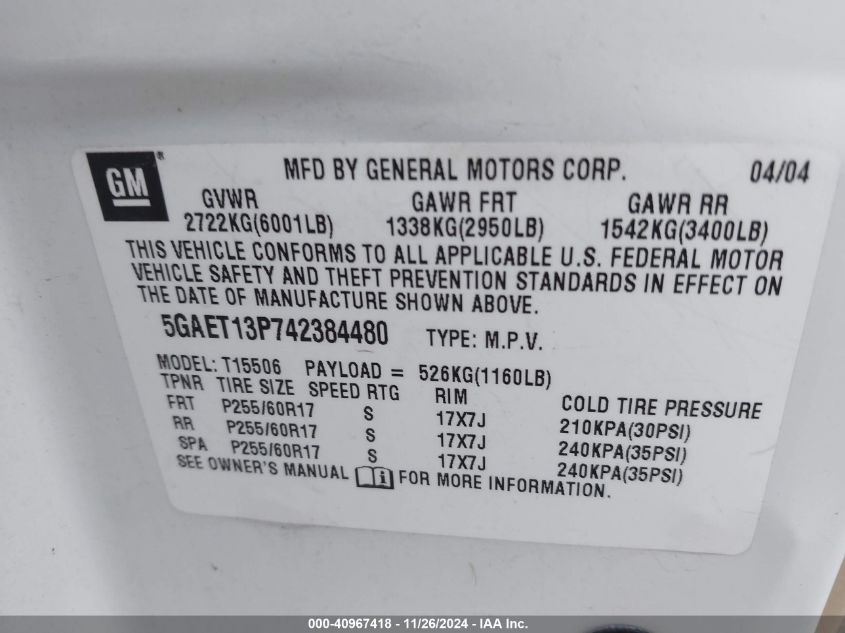 GM ® MFD BY GENERAL MOTORS CORP. 04/04
GVWR GAWR FRT GAWR RR
2722KG(6001LB) 1338KG(2950LB) 1542KG(3400LB)
THIS VEHICLE CONFORMS TO ALL APPLICABLE U.S. FEDERAL MOTOR
VEHICLE SAFETY AND THEFT PREVENTION STANDARDS IN EFFECT ON
THE DATE OF MANUFACTURE SHOWN ABOVE.
5GAET13P742384480 TYPE: M.P.V.
MODEL: T15506 PAYLOAD = 526KG(1160LB)
TPNR TIRE SIZE SPEED RTG RIM COLD TIRE PRESSURE
FRT P255/60R17 S 17X7J 210KPA(30PSI)
RR P255/60R17 S 17X7J 240KPA(35PSI)
SPA P255/60R17 S 17X7J 240KPA(35PSI)
SEE OWNER'S MANUAL i FOR MORE INFORMATION.
000-40967418 - 11/26/2024 - IAA Inc.